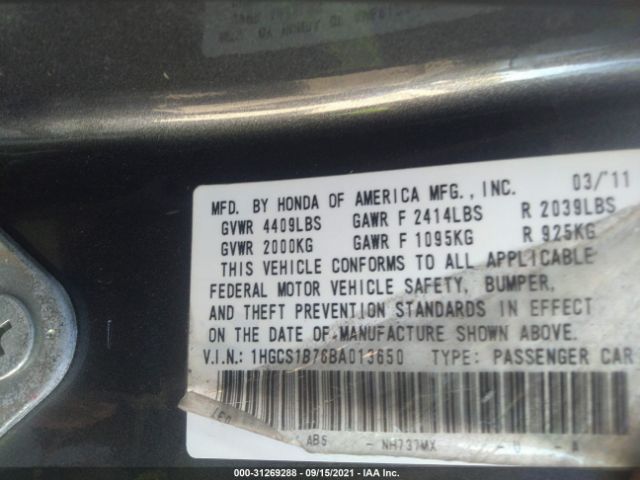 MFD. BY HONDA OF AMERICA MFG., INC. 03/'11
GVWR 4409LBS GAWR F 2414LBS R 2039LBS
GVWR 2000KG GAWR F 1095KG R 925KG
THIS VEHICLE CONFORMS TO ALL APPLICABLE
FEDERAL MOTOR VEHICLE SAFETY, BUMPER,
AND THEFT PREVENTION STANDARDS IN EFFECT
ON THE DATE OF MANUFACTURE SHOWN ABOVE.
V.I.N.: 1HGCS1B76BA013650 TYPE: PASSENGER CAR
ABS - NH737MX - U - A
000-31269288 - 09/15/2021 - IAA Inc.